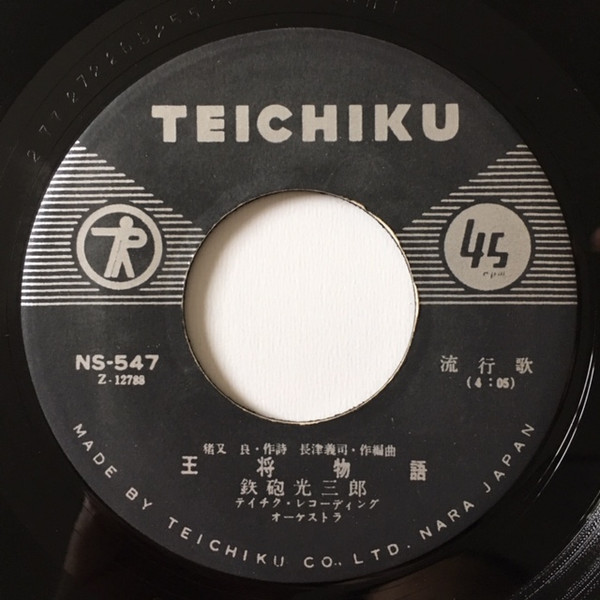 TEICHIKU
45
rpm
NS-547
Z-12788
流行歌
(4:05)
猪又 良・作詩 長津義司・作編曲
王将物語
鉄砲光三郎
テイチク・レコーディング
オーケストラ
MADE BY TEICHIKU CO., LTD. NARA JAPAN